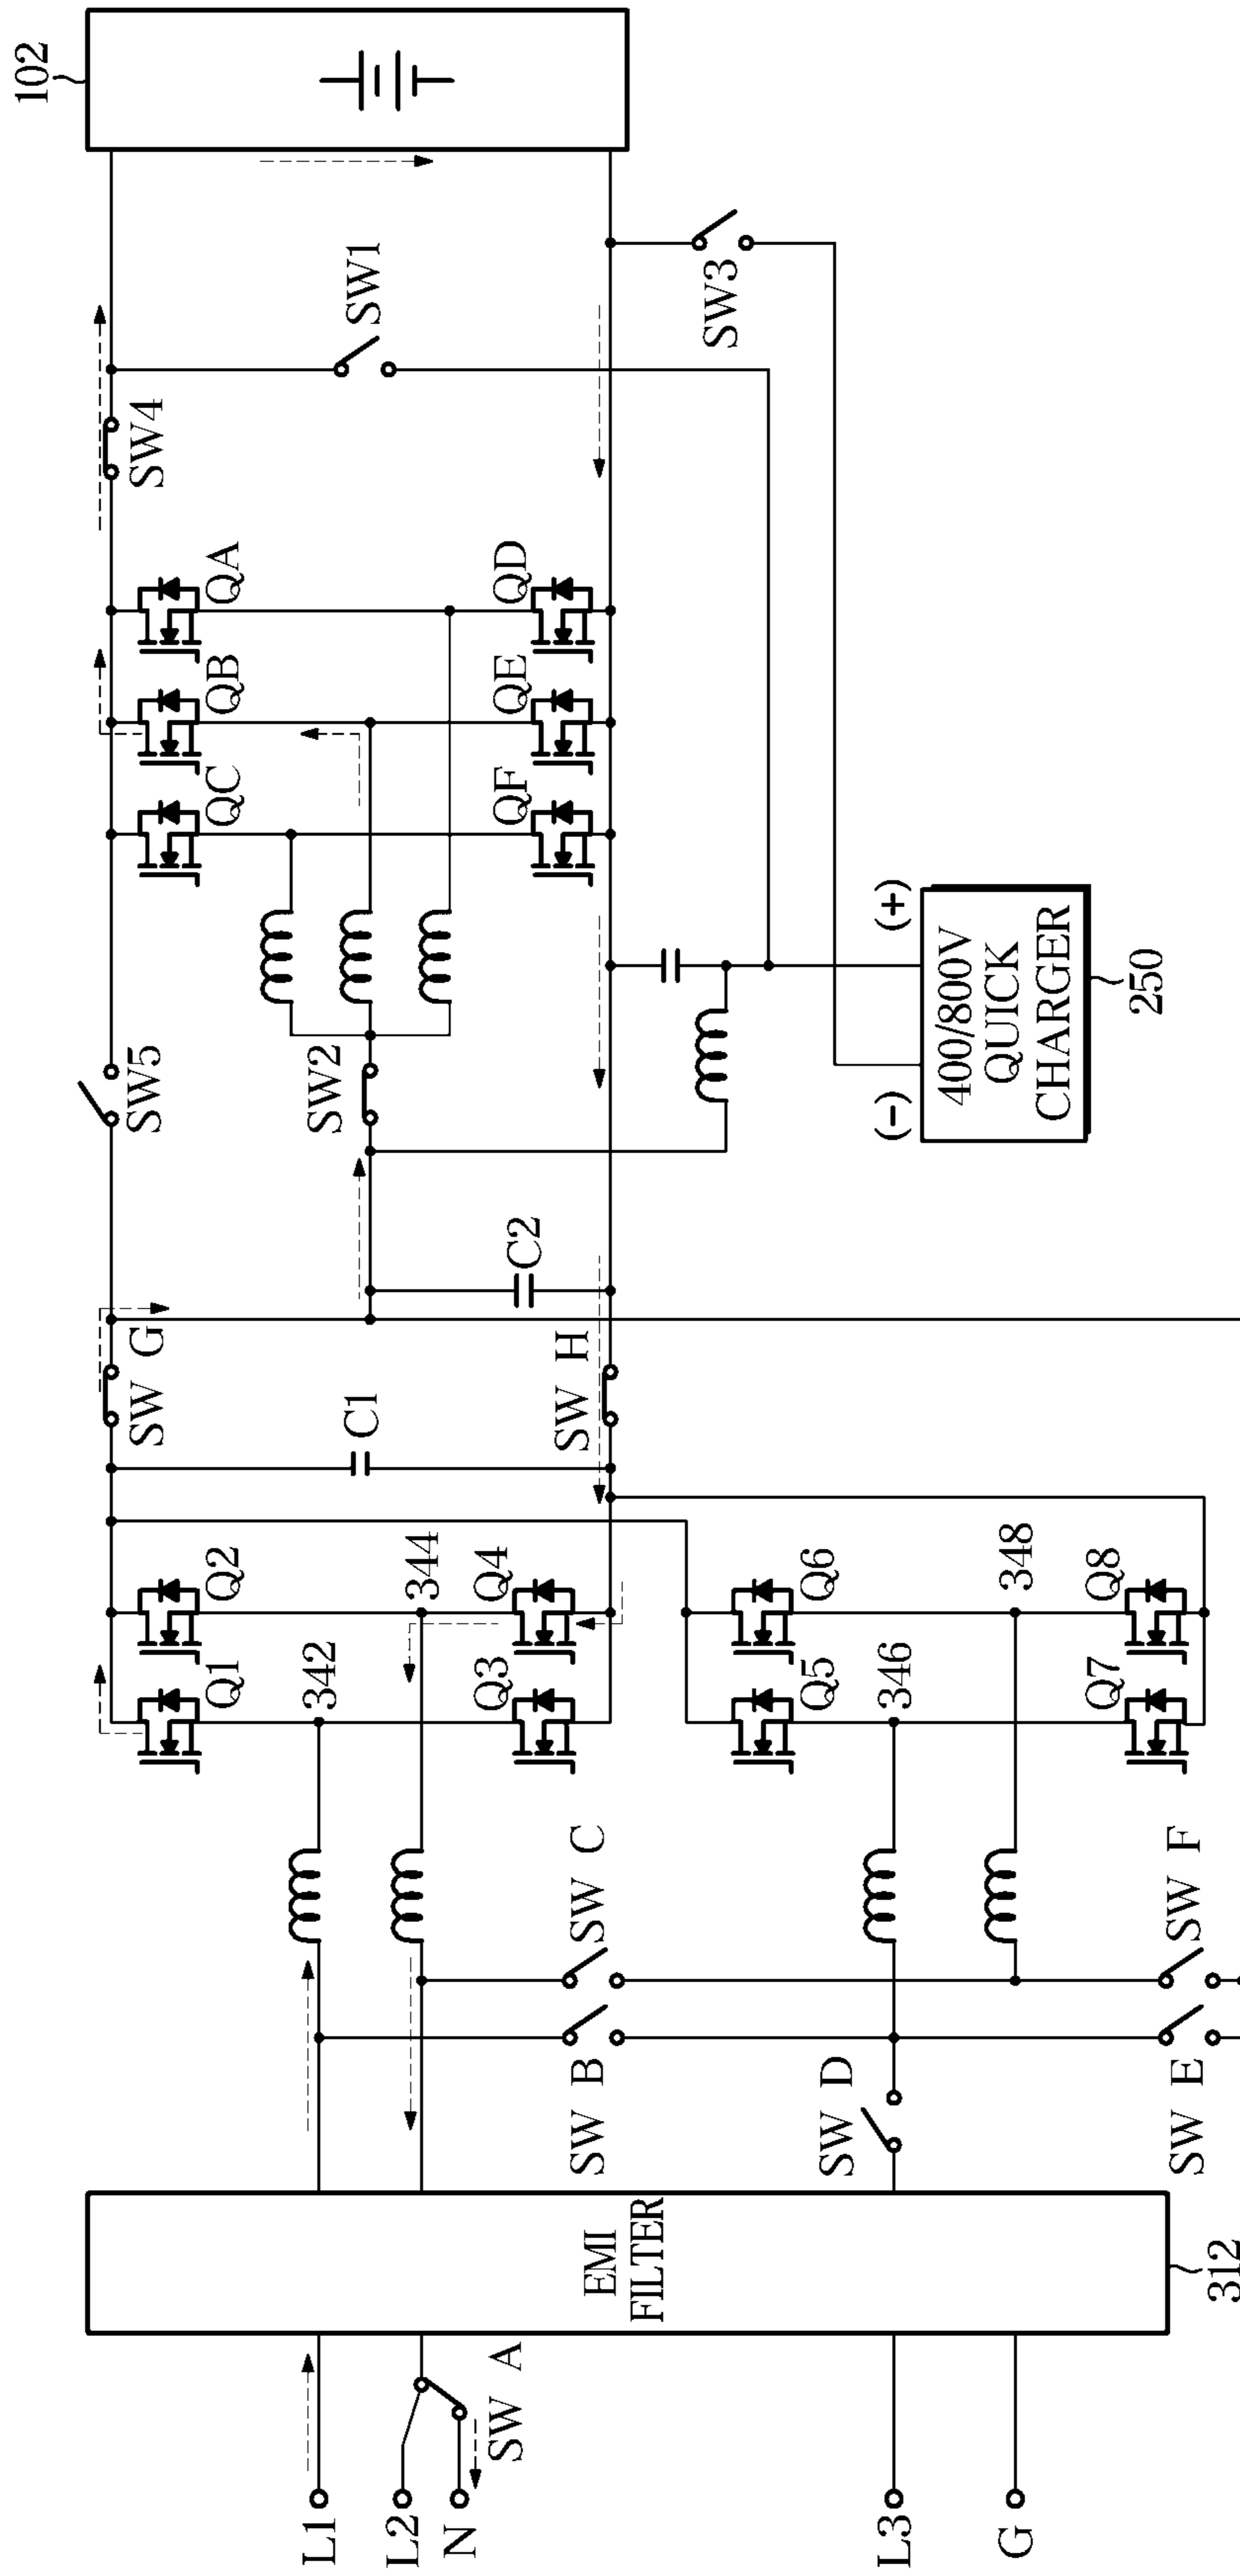 102
SW1
SW3
SW4
QA
QD
QB
QE
QC
QF
SW5
SW2
(+)
(-)
400/800V
QUICK
CHARGER
250
C2
SW G
SW H
C1
Q2
344
Q4
Q6
348
Q8
Q1
342
Q3
Q5
346
Q7
SW C
SW F
SW B
SW D
SW E
EMI
FILTER
312
SW A
L1
L2
N
L3
G